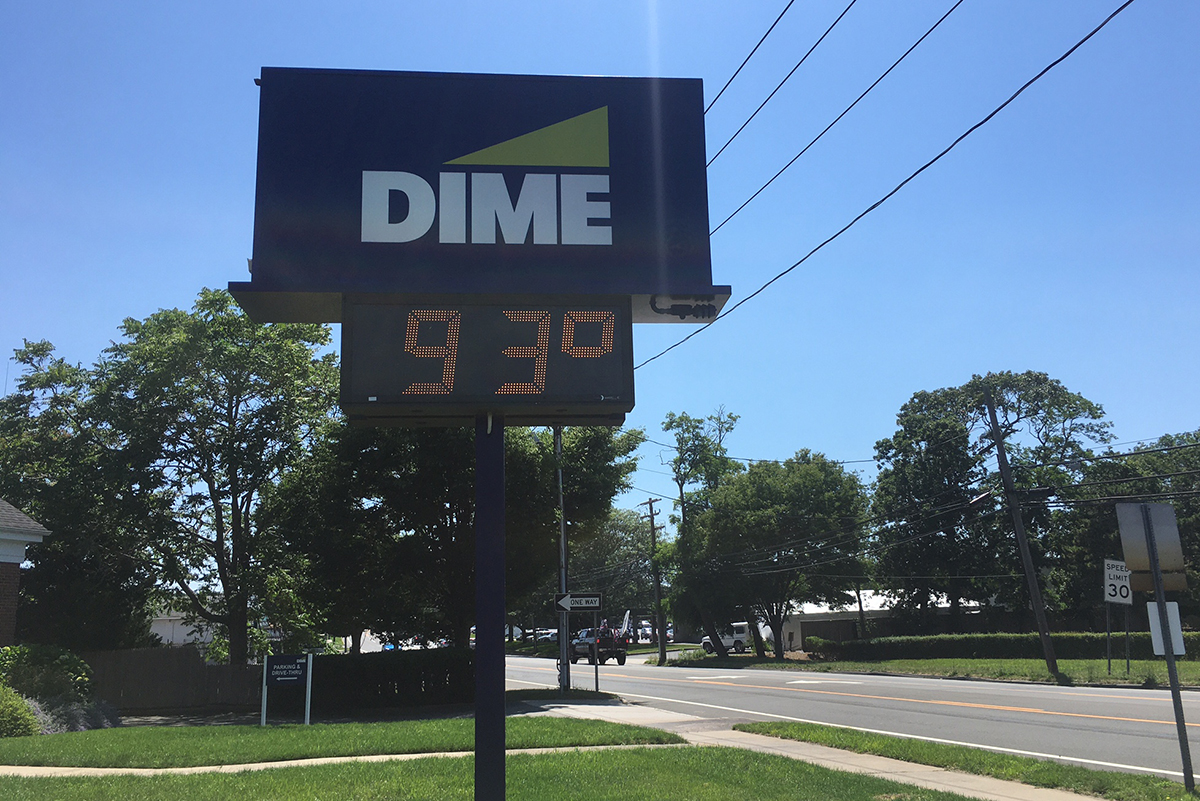 DIME
93°
ONE WAY
SPEED
LIMIT
30
PARKING &
DRIVE-THRU